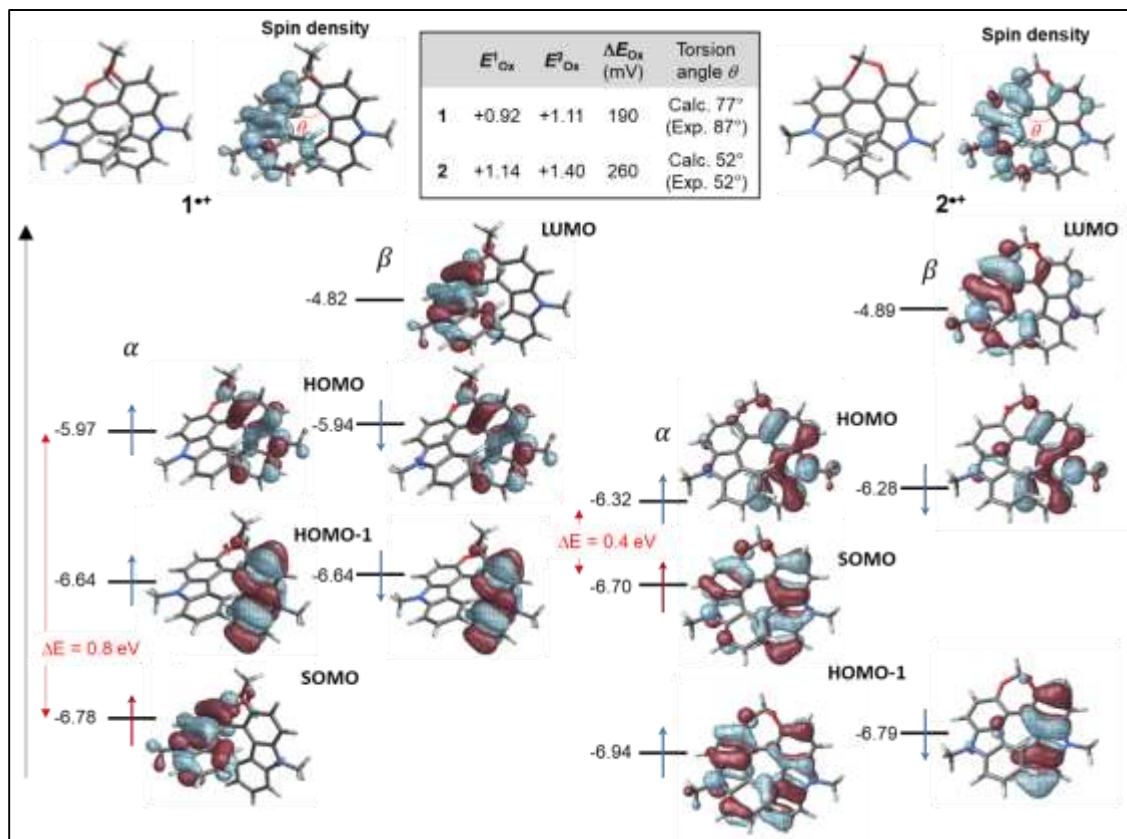 Spin density
Spin density
E¹Ox E²Ox ΔEOx (mV) Torsion angle θ
1 +0.92 +1.11 190 Calc. 77° (Exp. 87°)
2 +1.14 +1.40 260 Calc. 52° (Exp. 52°)
θ
θ
1•+
2•+
LUMO
β
-4.82
α
HOMO
-5.97
-5.94
HOMO-1
-6.64
-6.64
ΔE = 0.8 eV
SOMO
-6.78
LUMO
β
-4.89
HOMO
α
-6.32
-6.28
ΔE = 0.4 eV
SOMO
-6.70
HOMO-1
-6.94
-6.79